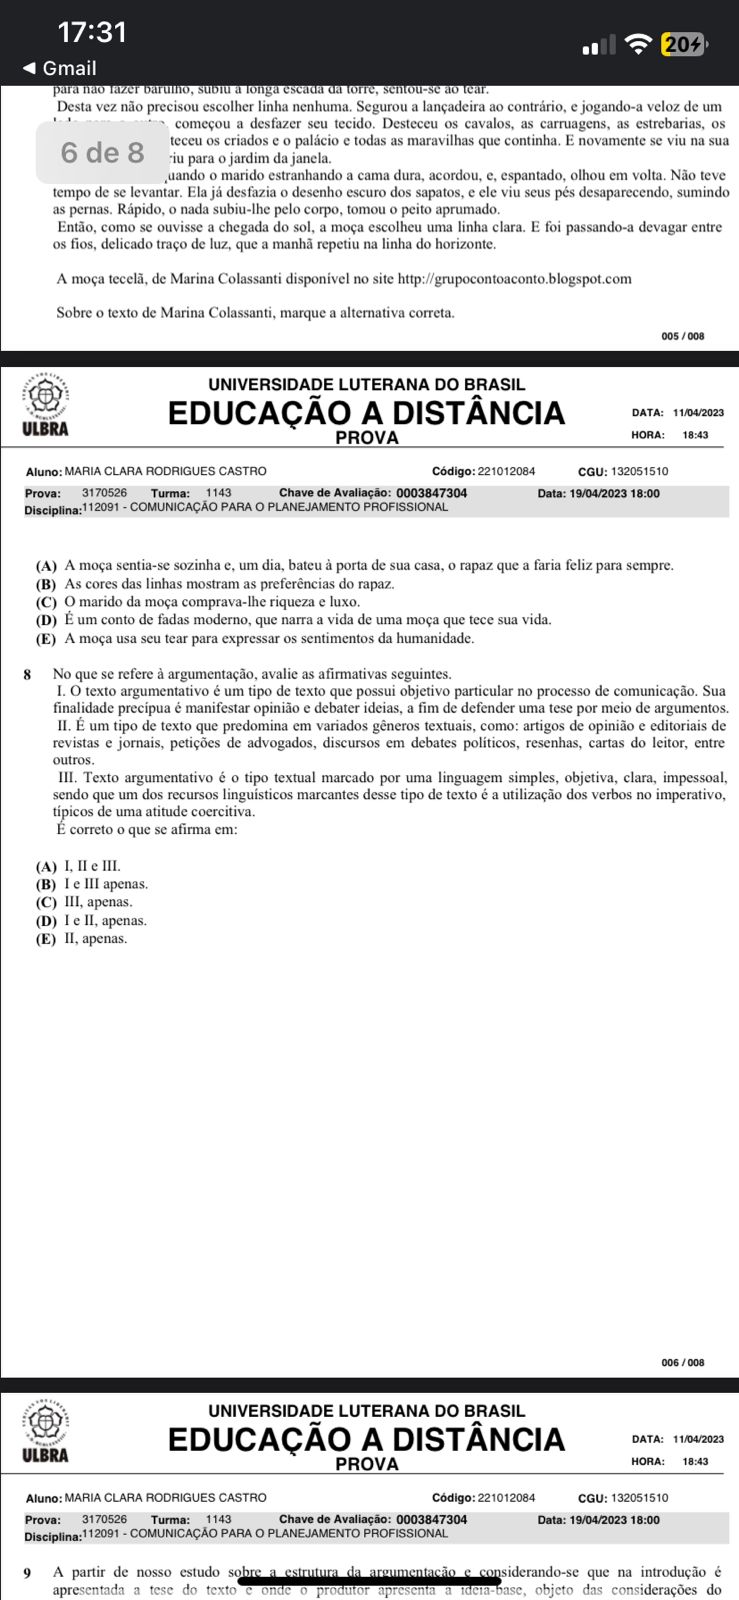 17:31
20
Gmail
para não fazer barulho, subiu a longa escada da torre, sentou-se ao tear.
Desta vez não precisou escolher linha nenhuma. Segurou a lançadeira ao contrário, e jogando-a veloz de um
começou a desfazer seu tecido. Desteceu os cavalos, as carruagens, as estrebarias, os
6 de 8
teceu os criados e o palácio e todas as maravilhas que continha. E novamente se viu na sua
riu para o jardim da janela.
uando o marido estranhando a cama dura, acordou, e, espantado, olhou em volta. Não teve
tempo de se levantar. Ela já desfazia o desenho escuro dos sapatos, e ele viu seus pés desaparecendo, sumindo
as pernas. Rápido, o nada subiu-lhe pelo corpo, tomou o peito aprumado.
Então, como se ouvisse a chegada do sol, a moça escolheu uma linha clara. E foi passando-a devagar entre
os fios, delicado traço de luz, que a manhã repetiu na linha do horizonte.
A moça tecelã, de Marina Colassanti disponível no site http://grupocontoaconto.blogspot.com
Sobre o texto de Marina Colassanti, marque a alternativa correta.
005 / 008
ULBRA
UNIVERSIDADE LUTERANA DO BRASIL
EDUCAÇÃO A DISTÂNCIA
PROVA
DATA: 11/04/2023
HORA: 18:43
Aluno: MARIA CLARA RODRIGUES CASTRO Código: 221012084 CGU: 132051510
Prova: 3170526 Turma: 1143 Chave de Avaliação: 0003847304 Data: 19/04/2023 18:00
Disciplina: 112091 - COMUNICAÇÃO PARA O PLANEJAMENTO PROFISSIONAL
(A) A moça sentia-se sozinha e, um dia, bateu à porta de sua casa, o rapaz que a faria feliz para sempre.
(B) As cores das linhas mostram as preferências do rapaz.
(C) O marido da moça comprava-lhe riqueza e luxo.
(D) É um conto de fadas moderno, que narra a vida de uma moça que tece sua vida.
(E) A moça usa seu tear para expressar os sentimentos da humanidade.
8 No que se refere à argumentação, avalie as afirmativas seguintes.
I. O texto argumentativo é um tipo de texto que possui objetivo particular no processo de comunicação. Sua
finalidade precípua é manifestar opinião e debater ideias, a fim de defender uma tese por meio de argumentos.
II. É um tipo de texto que predomina em variados gêneros textuais, como: artigos de opinião e editoriais de
revistas e jornais, petições de advogados, discursos em debates políticos, resenhas, cartas do leitor, entre
outros.
III. Texto argumentativo é o tipo textual marcado por uma linguagem simples, objetiva, clara, impessoal,
sendo que um dos recursos linguísticos marcantes desse tipo de texto é a utilização dos verbos no imperativo,
típicos de uma atitude coercitiva.
É correto o que se afirma em:
(A) I, II e III.
(B) I e III apenas.
(C) III, apenas.
(D) I e II, apenas.
(E) II, apenas.
006 / 008
ULBRA
UNIVERSIDADE LUTERANA DO BRASIL
EDUCAÇÃO A DISTÂNCIA
PROVA
DATA: 11/04/2023
HORA: 18:43
Aluno: MARIA CLARA RODRIGUES CASTRO Código: 221012084 CGU: 132051510
Prova: 3170526 Turma: 1143 Chave de Avaliação: 0003847304 Data: 19/04/2023 18:00
Disciplina: 112091 - COMUNICAÇÃO PARA O PLANEJAMENTO PROFISSIONAL
9 A partir de nosso estudo sobre a estrutura da argumentação e considerando-se que na introdução é
apresentada a tese do texto e onde o produtor apresenta a ideia-base, objeto das considerações do